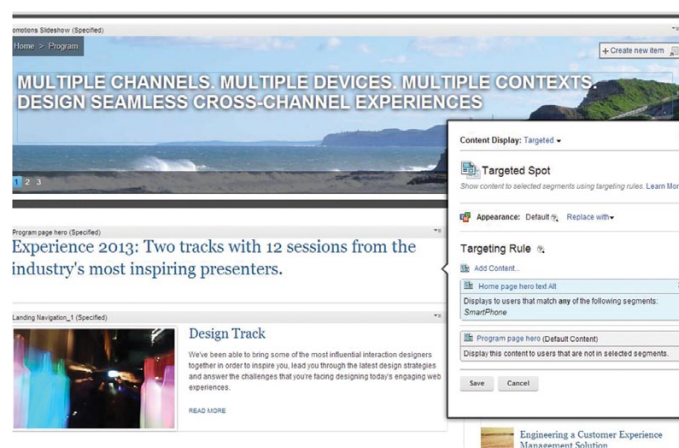 omotions Slideshow (Specified)
Home > Program
+ Create new item
MULTIPLE CHANNELS. MULTIPLE DEVICES. MULTIPLE CONTEXTS.
DESIGN SEAMLESS CROSS-CHANNEL EXPERIENCES
1 2 3
Program page hero (Specified)
Experience 2013: Two tracks with 12 sessions from the
industry's most inspiring presenters.
Landing Navigation_1 (Specified)
Design Track
We've been able to bring some of the most influential interaction designers
together in order to inspire you, lead you through the latest design strategies
and answer the challenges that you're facing designing today's engaging web
experiences.
READ MORE
Content Display: Targeted
Targeted Spot
Show content to selected segments using targeting rules. Learn Mor
Appearance: Default Replace with
Targeting Rule
Add Content...
Home page hero text Alt
Displays to users that match any of the following segments:
SmartPhone
Program page hero (Default Content)
Display this content to users that are not in selected segments.
Save Cancel
Engineering a Customer Experience
Management Solution